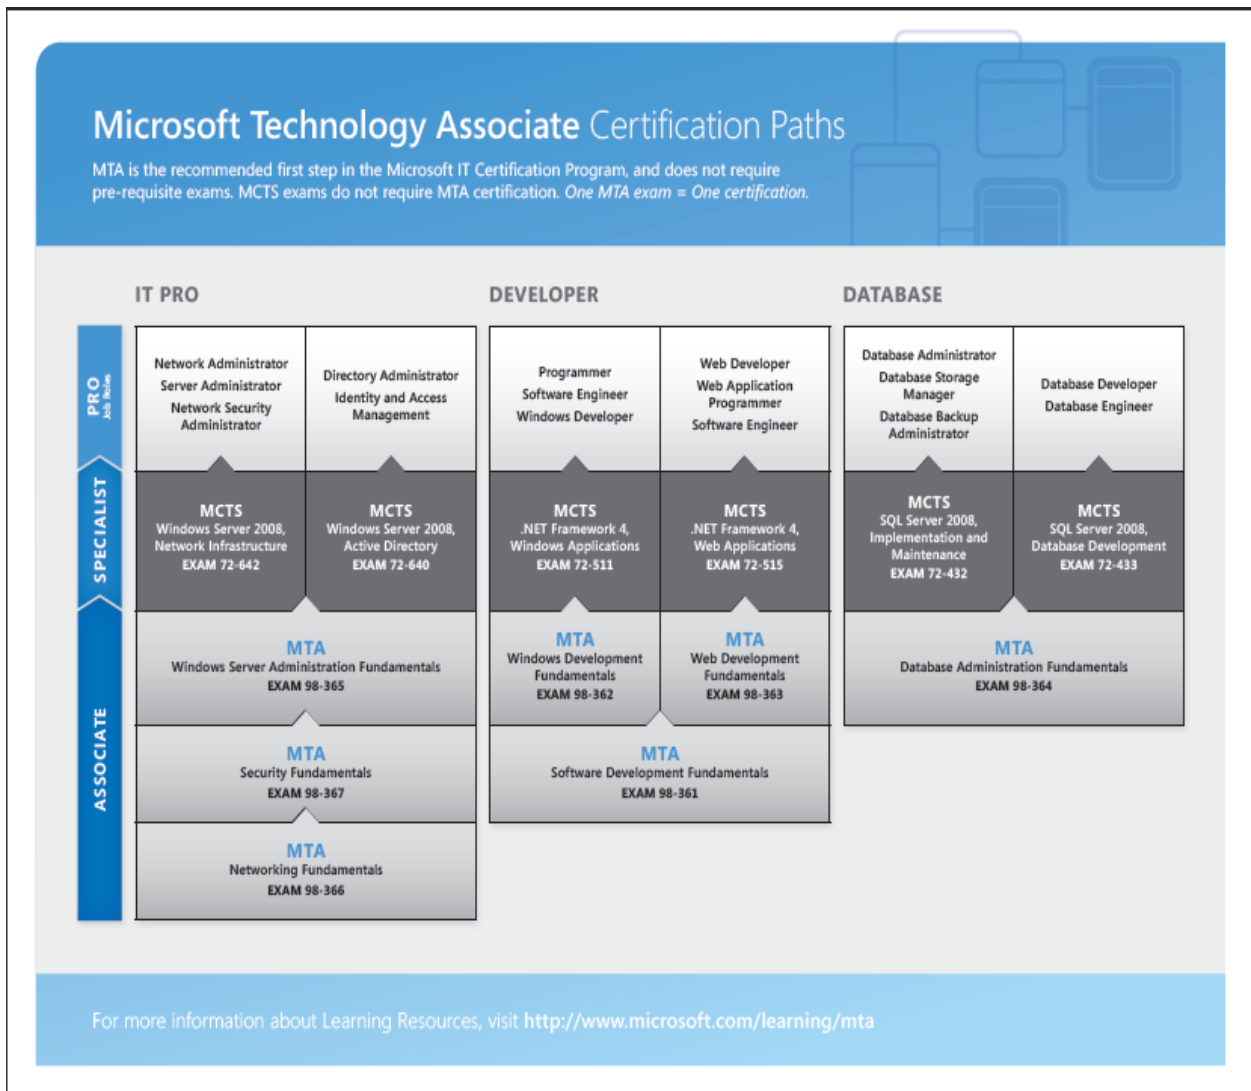 Microsoft Technology Associate Certification Paths
MTA is the recommended first step in the Microsoft IT Certification Program, and does not require
pre-requisite exams. MCTS exams do not require MTA certification. One MTA exam = One certification.
IT PRO
DEVELOPER
DATABASE
PRO
Job Roles
Network Administrator
Server Administrator
Network Security
Administrator
Directory Administrator
Identity and Access
Management
Programmer
Software Engineer
Windows Developer
Web Developer
Web Application
Programmer
Software Engineer
Database Administrator
Database Storage
Manager
Database Backup
Administrator
Database Developer
Database Engineer
SPECIALIST
MCTS
Windows Server 2008,
Network Infrastructure
EXAM 72-642
MCTS
Windows Server 2008,
Active Directory
EXAM 72-640
MCTS
.NET Framework 4,
Windows Applications
EXAM 72-511
MCTS
.NET Framework 4,
Web Applications
EXAM 72-515
MCTS
SQL Server 2008,
Implementation and
Maintenance
EXAM 72-432
MCTS
SQL Server 2008,
Database Development
EXAM 72-433
ASSOCIATE
MTA
Windows Server Administration Fundamentals
EXAM 98-365
MTA
Windows Development
Fundamentals
EXAM 98-362
MTA
Web Development
Fundamentals
EXAM 98-363
MTA
Database Administration Fundamentals
EXAM 98-364
MTA
Security Fundamentals
EXAM 98-367
MTA
Software Development Fundamentals
EXAM 98-361
MTA
Networking Fundamentals
EXAM 98-366
For more information about Learning Resources, visit http://www.microsoft.com/learning/mta